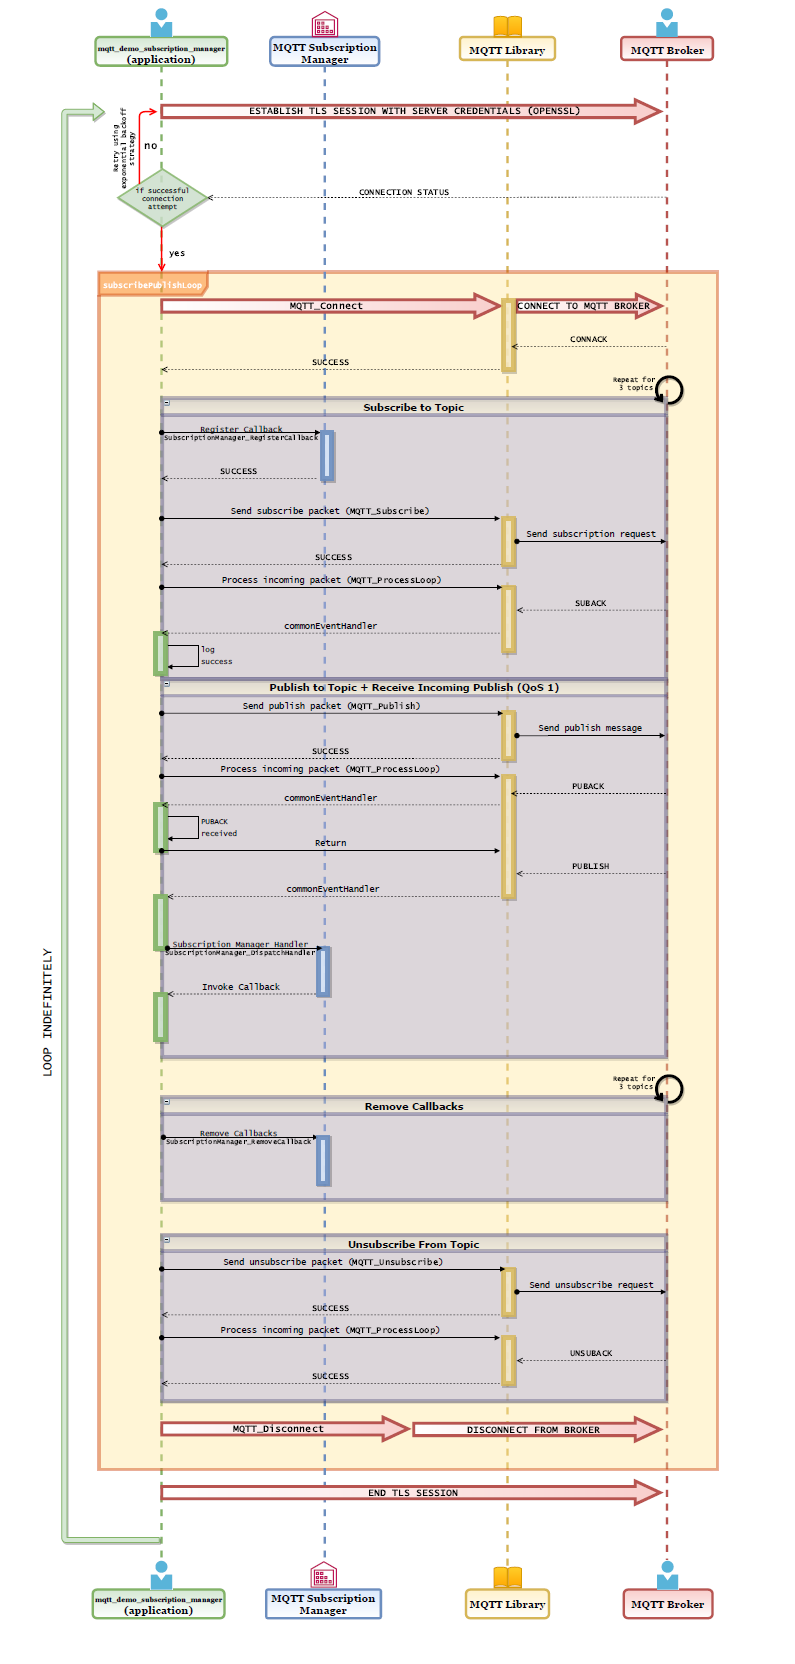 mqtt_demo_subscription_manager
(application)
MQTT Subscription
Manager
MQTT Library
MQTT Broker
ESTABLISH TLS SESSION WITH SERVER CREDENTIALS (OPENSSL)
Retry using
exponential backoff
strategy
no
if successful
connection
attempt
CONNECTION STATUS
yes
subscribePublishLoop
MQTT_Connect
CONNECT TO MQTT BROKER
CONNACK
SUCCESS
Repeat for
3 topics
Subscribe to Topic
Register Callback
SubscriptionManager_RegisterCallback
SUCCESS
Send subscribe packet (MQTT_Subscribe)
Send subscription request
SUCCESS
Process incoming packet (MQTT_ProcessLoop)
SUBACK
commonEventHandler
log
success
Publish to Topic + Receive Incoming Publish (QoS 1)
Send publish packet (MQTT_Publish)
Send publish message
SUCCESS
Process incoming packet (MQTT_ProcessLoop)
PUBACK
commonEventHandler
PUBACK
received
Return
PUBLISH
commonEventHandler
Subscription Manager Handler
SubscriptionManager_DispatchHandler
Invoke Callback
LOOP INDEFINITELY
Repeat for
3 topics
Remove Callbacks
Remove Callbacks
SubscriptionManager_RemoveCallback
Unsubscribe From Topic
Send unsubscribe packet (MQTT_Unsubscribe)
Send unsubscribe request
SUCCESS
Process incoming packet (MQTT_ProcessLoop)
UNSUBACK
SUCCESS
MQTT_Disconnect
DISCONNECT FROM BROKER
END TLS SESSION
mqtt_demo_subscription_manager
(application)
MQTT Subscription
Manager
MQTT Library
MQTT Broker